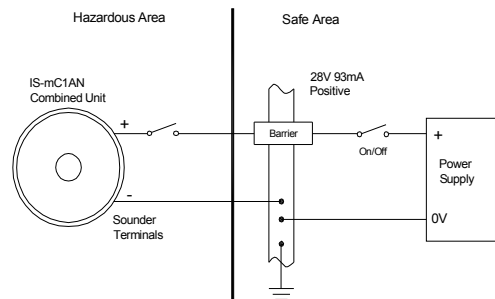 Hazardous Area
Safe Area
IS-mC1AN
Combined Unit
28V 93mA
Positive
+
Barrier
On/Off
+
Power
Supply
-
Sounder
Terminals
0V